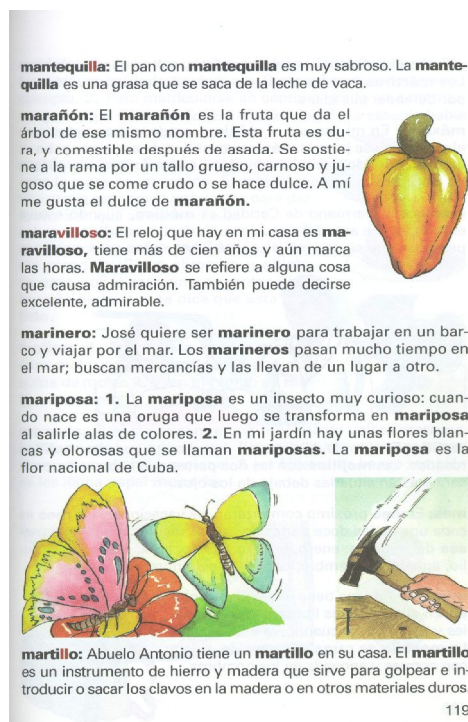 mantequilla: El pan con mantequilla es muy sabroso. La mante-
quilla es una grasa que se saca de la leche de vaca.
marañón: El marañón es la fruta que da el
árbol de ese mismo nombre. Esta fruta es du-
ra, y comestible después de asada. Se sostie-
ne a la rama por un tallo grueso, carnoso y ju-
goso que se come crudo o se hace dulce. A mí
me gusta el dulce de marañón.
maravilloso: El reloj que hay en mi casa es ma-
ravilloso, tiene más de cien años y aún marca
las horas. Maravilloso se refiere a alguna cosa
que causa admiración. También puede decirse
excelente, admirable.
marinero: José quiere ser marinero para trabajar en un bar-
co y viajar por el mar. Los marineros pasan mucho tiempo en
el mar; buscan mercancías y las llevan de un lugar a otro.
mariposa: 1. La mariposa es un insecto muy curioso: cuan-
do nace es una oruga que luego se transforma en mariposa
al salirle alas de colores. 2. En mi jardín hay unas flores blan-
cas y olorosas que se llaman mariposas. La mariposa es la
flor nacional de Cuba.
martillo: Abuelo Antonio tiene un martillo en su casa. El martillo
es un instrumento de hierro y madera que sirve para golpear e in-
troducir o sacar los clavos en la madera o en otros materiales duros.
119